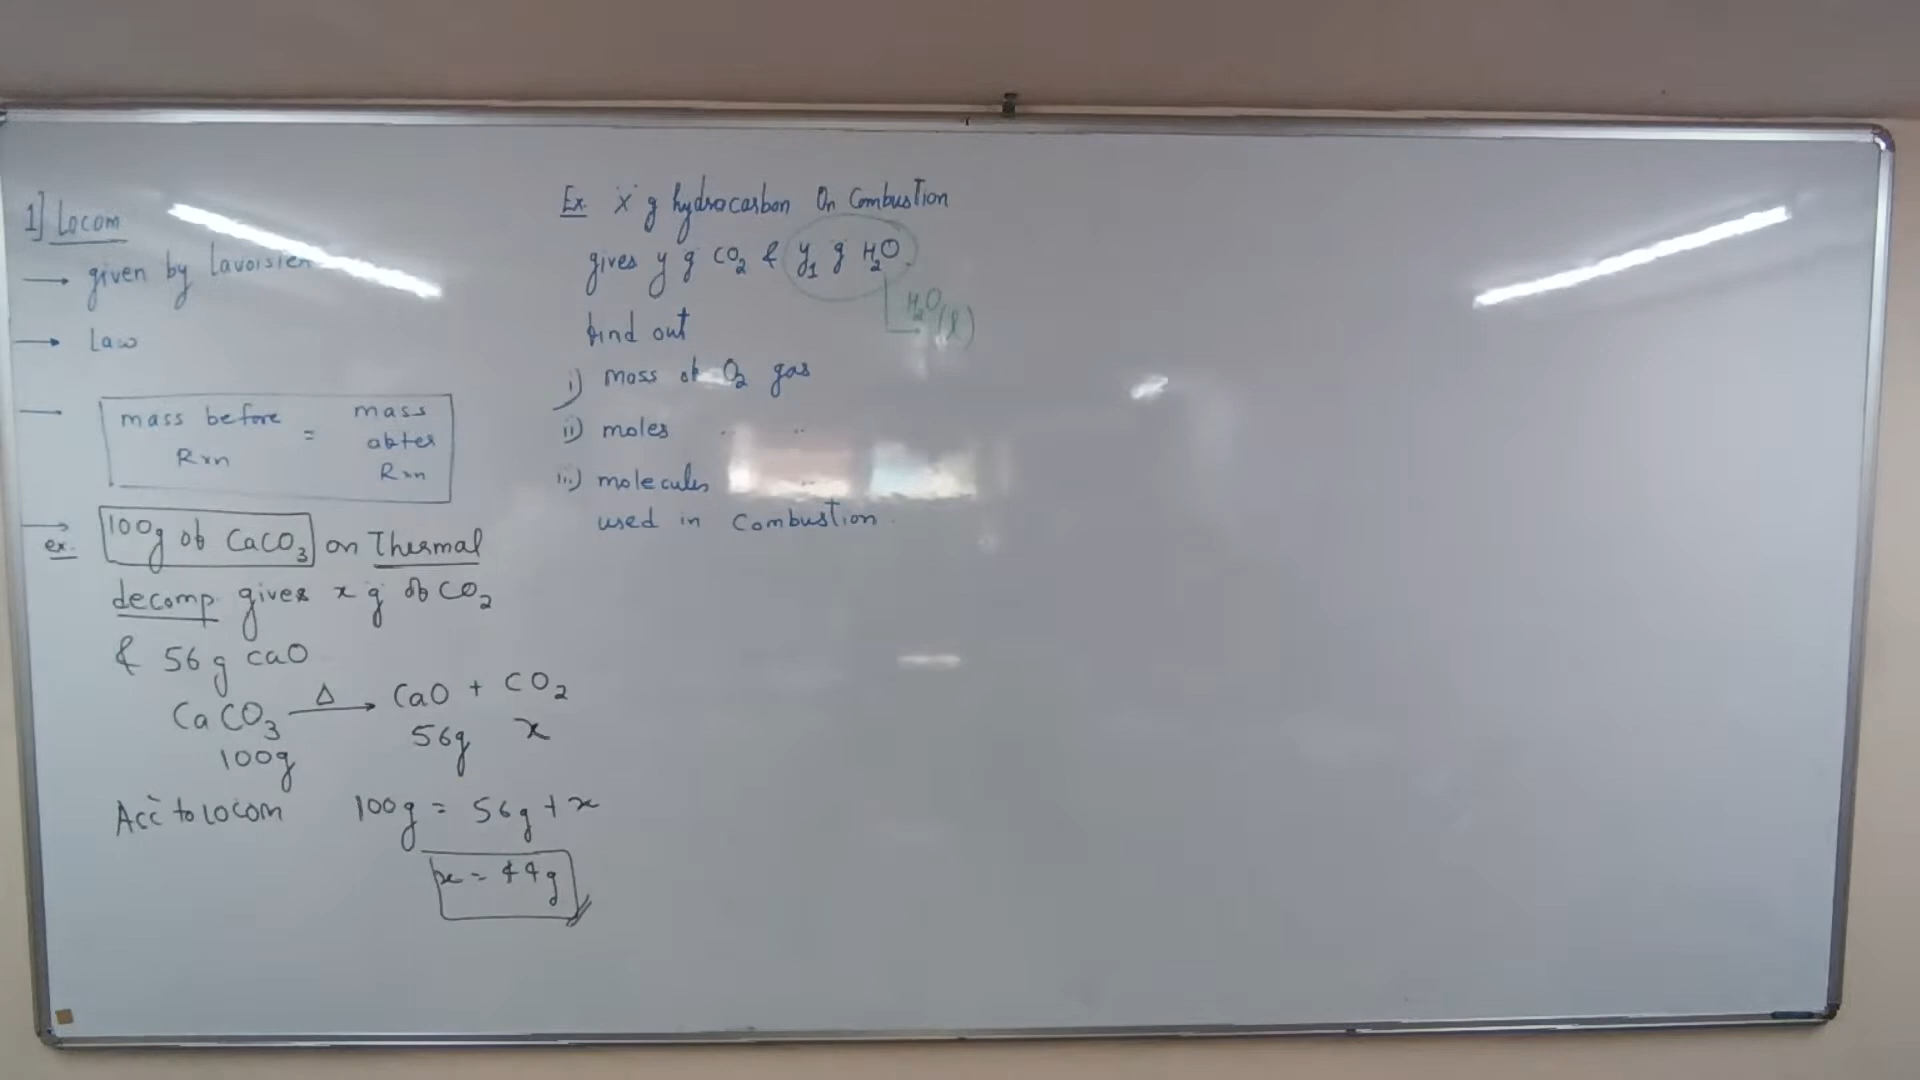 1] Locom
→ given by Lavoisier
→ Law
mass before Rxn = mass after Rxn
→ ex. 100g of CaCO3 on Thermal
decomp gives x g of CO2
& 56g CaO
CaCO3 —Δ→ CaO + CO2
100g 56g x
Acc to Locom 100g = 56g + x
x = 44g
Ex. X g hydrocarbon On Combustion
gives y g CO2 & y1 g H2O
H2O(l)
find out
i) mass of O2 gas
ii) moles " "
iii) molecules "
used in Combustion.